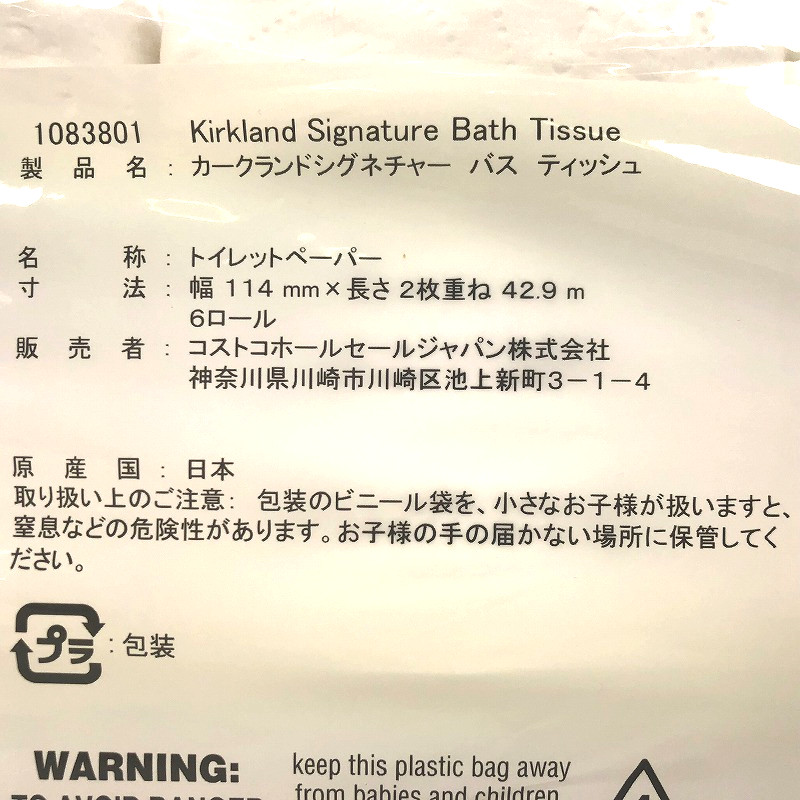 1083801 Kirkland Signature Bath Tissue
製品名：カークランドシグネチャー バス ティッシュ
名称：トイレットペーパー
寸法：幅 114 mm×長さ 2枚重ね 42.9 m
6ロール
販売者：コストコホールセールジャパン株式会社
神奈川県川崎市川崎区池上新町3－1－4
原産国：日本
取り扱い上のご注意： 包装のビニール袋を、小さなお子様が扱いますと、
窒息などの危険性があります。お子様の手の届かない場所に保管してく
ださい。
プラ：包装
WARNING: keep this plastic bag away
TO AVOID DANGER from babies and children